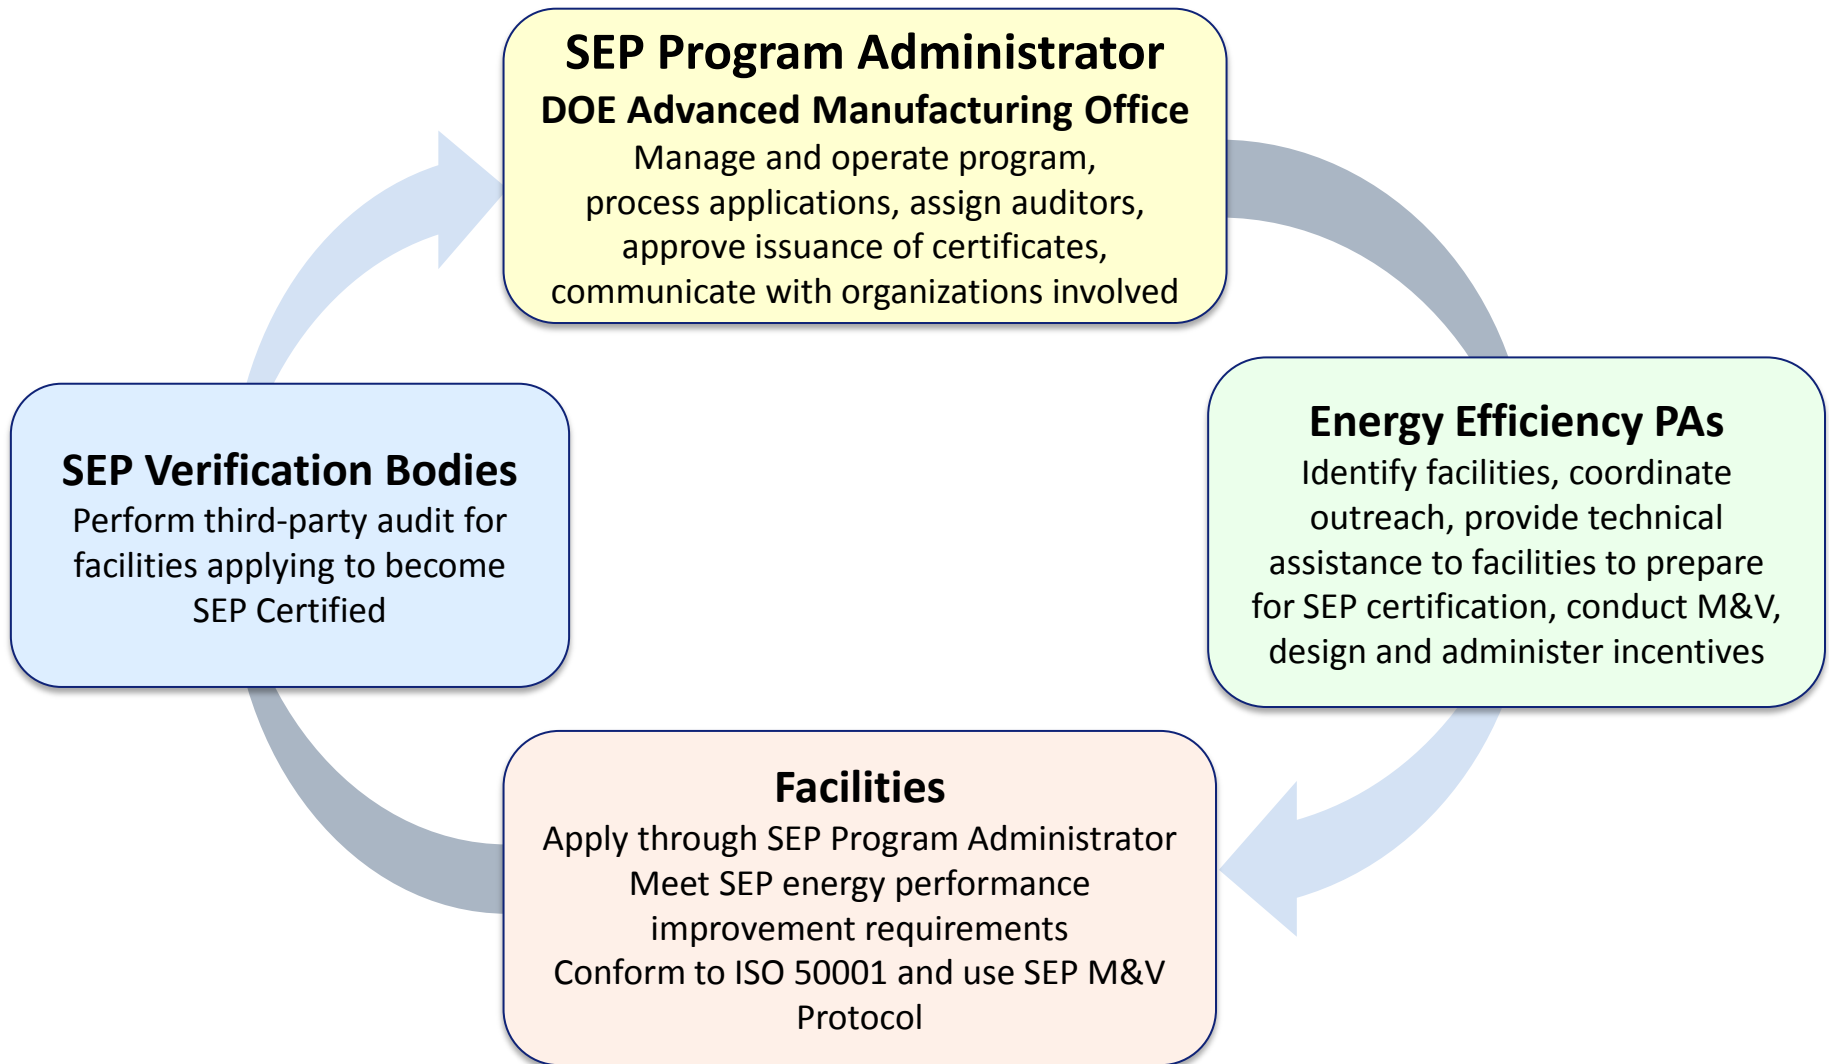 SEP Program Administrator
DOE Advanced Manufacturing Office
Manage and operate program,
process applications, assign auditors,
approve issuance of certificates,
communicate with organizations involved
SEP Verification Bodies
Perform third-party audit for
facilities applying to become
SEP Certified
Energy Efficiency PAs
Identify facilities, coordinate
outreach, provide technical
assistance to facilities to prepare
for SEP certification, conduct M&V,
design and administer incentives
Facilities
Apply through SEP Program Administrator
Meet SEP energy performance
improvement requirements
Conform to ISO 50001 and use SEP M&V
Protocol